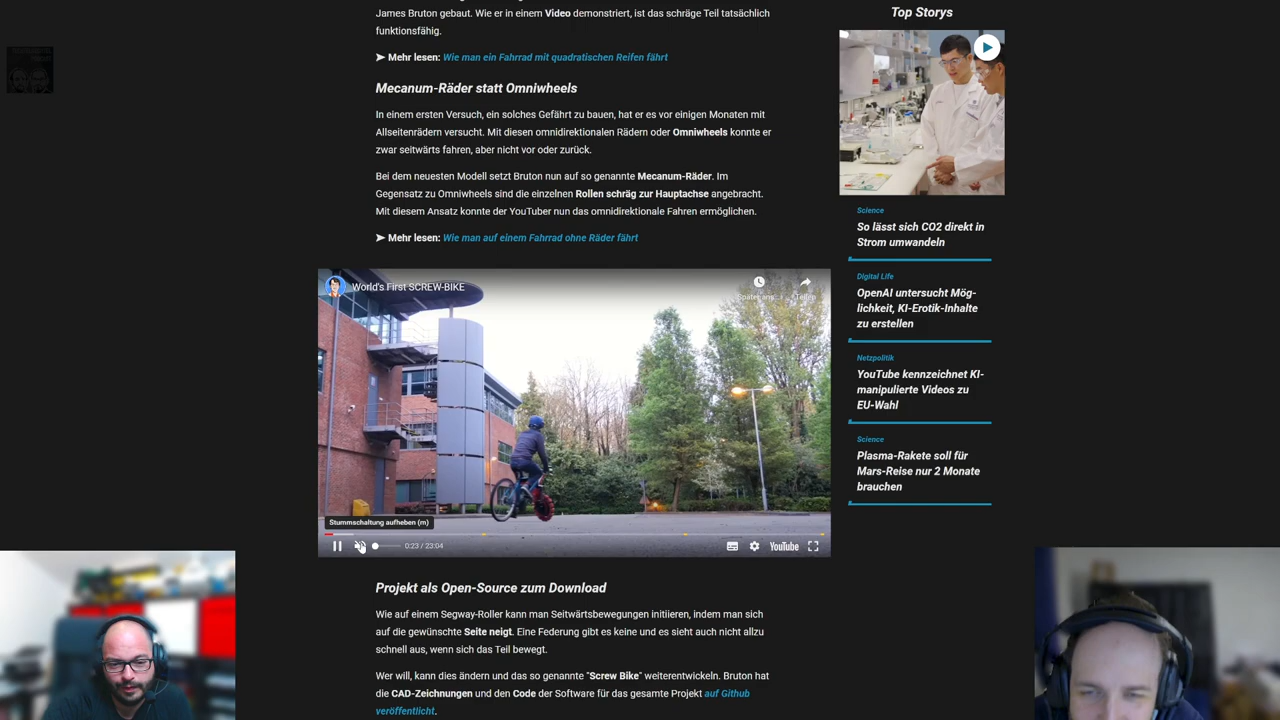 James Bruton gebaut. Wie er in einem Video demonstriert, ist das schräge Teil tatsächlich
funktionsfähig.
➤ Mehr lesen: Wie man ein Fahrrad mit quadratischen Reifen fährt
Mecanum-Räder statt Omniwheels
In einem ersten Versuch, ein solches Gefährt zu bauen, hat er es vor einigen Monaten mit
Allseitenrädern versucht. Mit diesen omnidirektionalen Rädern oder Omniwheels konnte er
zwar seitwärts fahren, aber nicht vor oder zurück.
Bei dem neuesten Modell setzt Bruton nun auf so genannte Mecanum-Räder. Im
Gegensatz zu Omniwheels sind die einzelnen Rollen schräg zur Hauptachse angebracht.
Mit diesem Ansatz konnte der YouTuber nun das omnidirektionale Fahren ermöglichen.
➤ Mehr lesen: Wie man auf einem Fahrrad ohne Räder fährt
World's First SCREW-BIKE
Teilen
Stummschaltung aufheben (m)
0:23 / 23:04
YouTube
Projekt als Open-Source zum Download
Wie auf einem Segway-Roller kann man Seitwärtsbewegungen initiieren, indem man sich
auf die gewünschte Seite neigt. Eine Federung gibt es keine und es sieht auch nicht allzu
schnell aus, wenn sich das Teil bewegt.
Wer will, kann dies ändern und das so genannte "Screw Bike" weiterentwickeln. Bruton hat
die CAD-Zeichnungen und den Code der Software für das gesamte Projekt auf Github
veröffentlicht.
Top Storys
Science
So lässt sich CO2 direkt in
Strom umwandeln
Digital Life
OpenAI untersucht Mög-
lichkeit, KI-Erotik-Inhalte
zu erstellen
Netzpolitik
YouTube kennzeichnet KI-
manipulierte Videos zu
EU-Wahl
Science
Plasma-Rakete soll für
Mars-Reise nur 2 Monate
brauchen